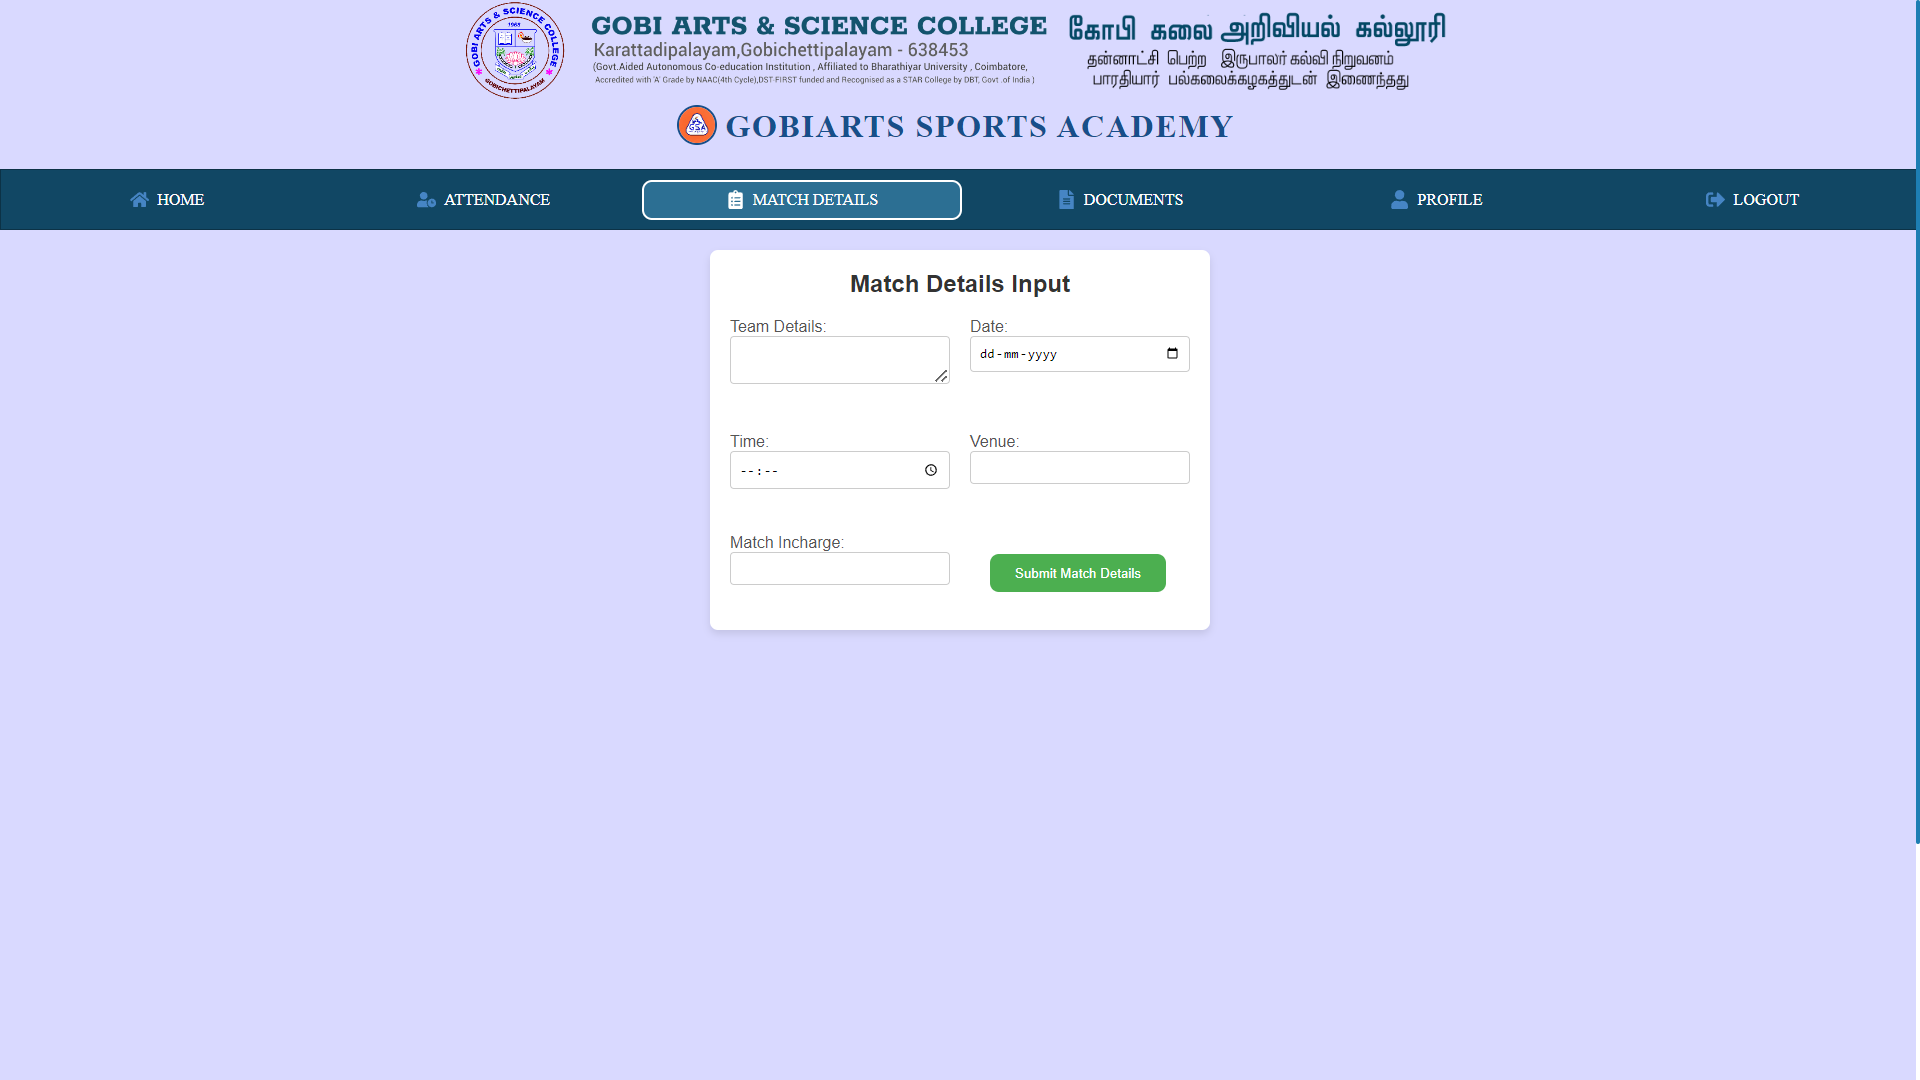 GOBI ARTS & SCIENCE COLLEGE
1968
GOBICHETTIPALAYAM
GOBI ARTS & SCIENCE COLLEGE
Karattadipalayam,Gobichettipalayam - 638453
(Govt.Aided Autonomous Co-education Institution , Affiliated to Bharathiyar University , Coimbatore,
Accredited with 'A' Grade by NAAC(4th Cycle),DST-FIRST funded and Recognised as a STAR College by DBT, Govt .of India )
கோபி கலை அறிவியல் கல்லூரி
தன்னாட்சி பெற்ற இருபாலர் கல்வி நிறுவனம்
பாரதியார் பல்கலைக்கழகத்துடன் இணைந்தது
GSA
GOBIARTS SPORTS ACADEMY
HOME
ATTENDANCE
MATCH DETAILS
DOCUMENTS
PROFILE
LOGOUT
Match Details Input
Team Details:
Date:
dd-mm-yyyy
Time:
--:--
Venue:
Match Incharge:
Submit Match Details